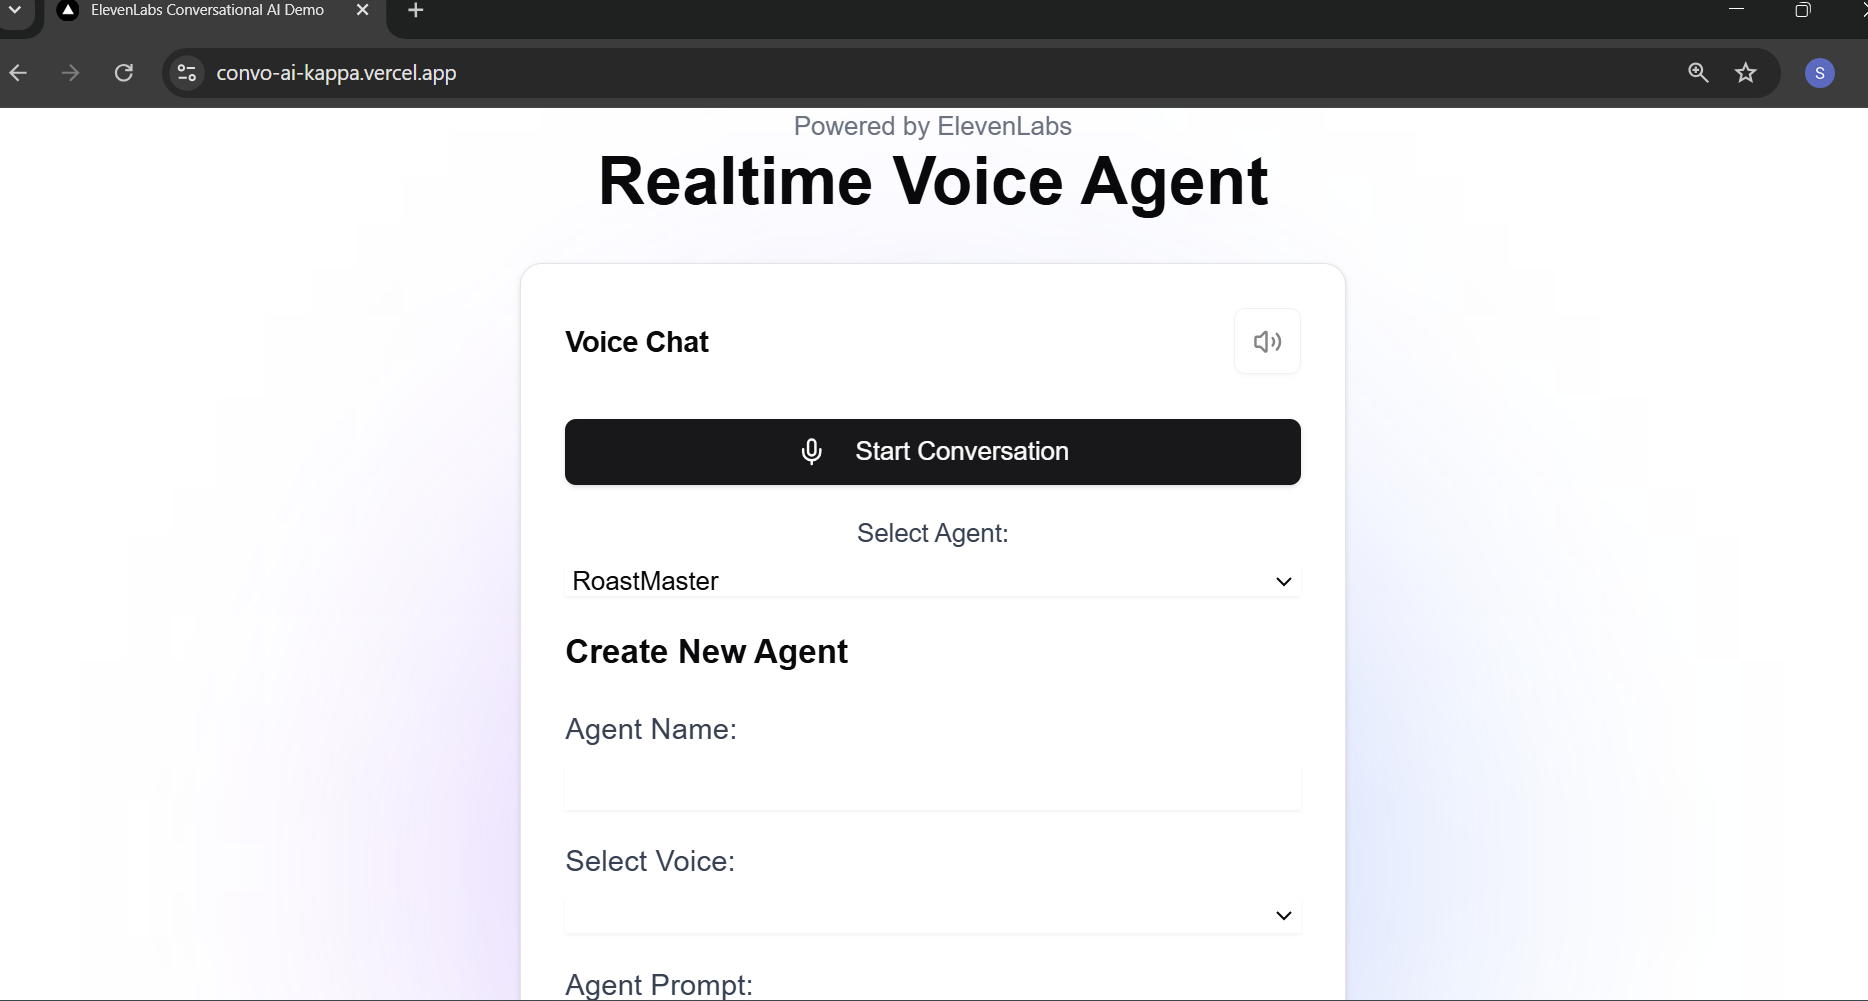 ElevenLabs Conversational AI Demo
convo-ai-kappa.vercel.app
S
Powered by ElevenLabs
Realtime Voice Agent
Voice Chat
Start Conversation
Select Agent:
RoastMaster
Create New Agent
Agent Name:
Select Voice:
Agent Prompt: